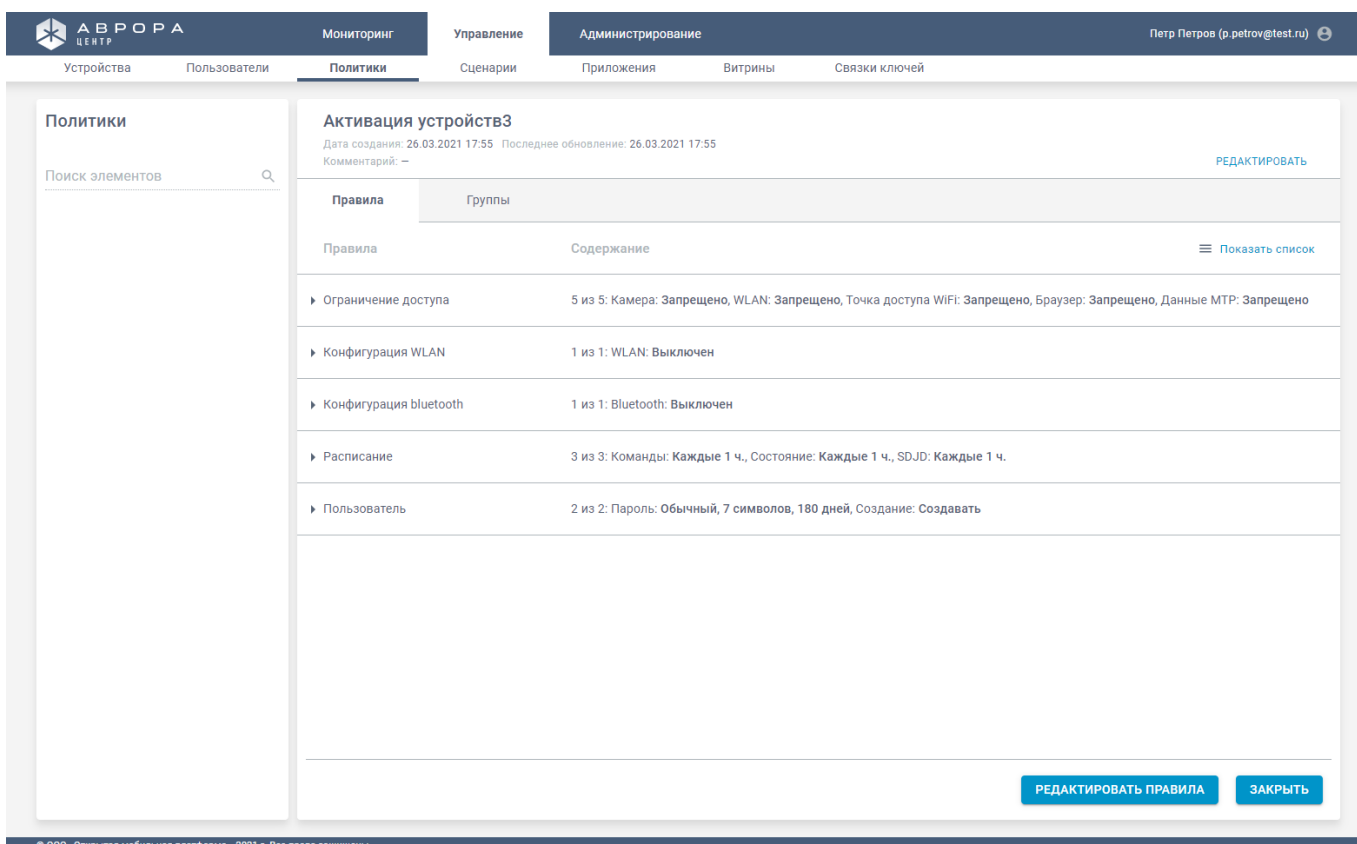 АВРОРА
ЦЕНТР
Мониторинг Управление Администрирование Петр Петров (p.petrov@test.ru)
Устройства Пользователи Политики Сценарии Приложения Витрины Связки ключей
Политики
Поиск элементов
Активация устройств3
Дата создания: 26.03.2021 17:55 Последнее обновление: 26.03.2021 17:55
Комментарий: —
РЕДАКТИРОВАТЬ
Правила Группы
Правила Содержание Показать список
Ограничение доступа 5 из 5: Камера: Запрещено, WLAN: Запрещено, Точка доступа WiFi: Запрещено, Браузер: Запрещено, Данные MTP: Запрещено
Конфигурация WLAN 1 из 1: WLAN: Выключен
Конфигурация bluetooth 1 из 1: Bluetooth: Выключен
Расписание 3 из 3: Команды: Каждые 1 ч., Состояние: Каждые 1 ч., SDJD: Каждые 1 ч.
Пользователь 2 из 2: Пароль: Обычный, 7 символов, 180 дней, Создание: Создавать
РЕДАКТИРОВАТЬ ПРАВИЛА ЗАКРЫТЬ